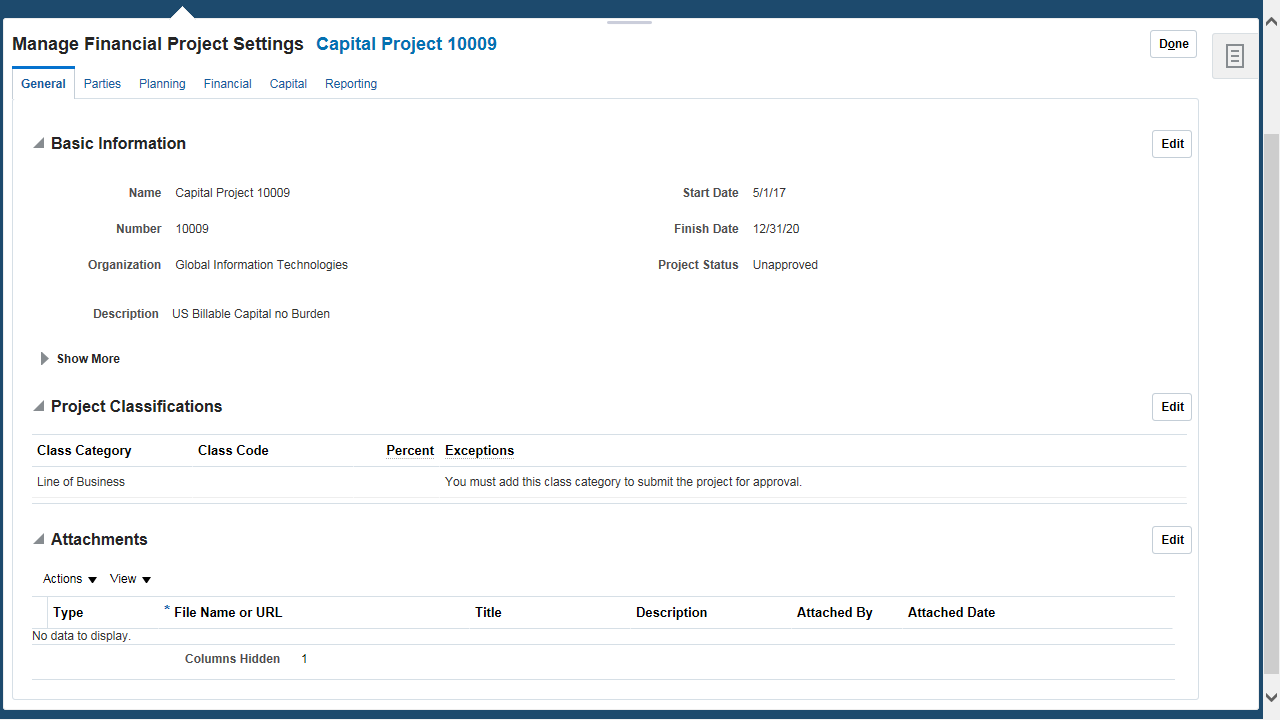 Manage Financial Project Settings Capital Project 10009 Done
General Parties Planning Financial Capital Reporting
Basic Information Edit
Name Capital Project 10009 Start Date 5/1/17
Number 10009 Finish Date 12/31/20
Organization Global Information Technologies Project Status Unapproved
Description US Billable Capital no Burden
Show More
Project Classifications Edit
Class Category Class Code Percent Exceptions
Line of Business You must add this class category to submit the project for approval.
Attachments Edit
Actions View
Type * File Name or URL Title Description Attached By Attached Date
No data to display.
Columns Hidden 1